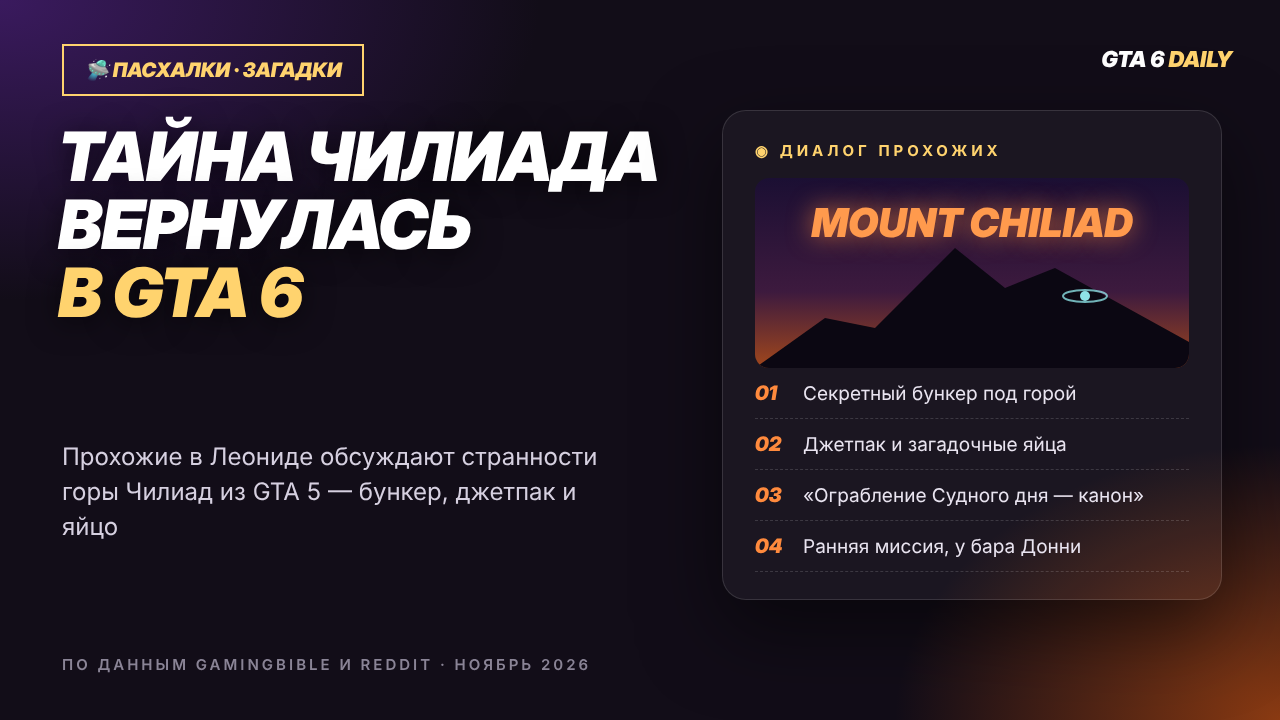 🛸 ПАСХАЛКИ · ЗАГАДКИ
GTA 6 DAILY
ТАЙНА ЧИЛИАДА
ВЕРНУЛАСЬ
В GTA 6
Прохожие в Леониде обсуждают странности
горы Чилиад из GTA 5 — бункер, джетпак и
яйцо
◉ ДИАЛОГ ПРОХОЖИХ
MOUNT CHILIAD
01 Секретный бункер под горой
02 Джетпак и загадочные яйца
03 «Ограбление Судного дня — канон»
04 Ранняя миссия, у бара Донни
ПО ДАННЫМ GAMINGBIBLE И REDDIT · НОЯБРЬ 2026